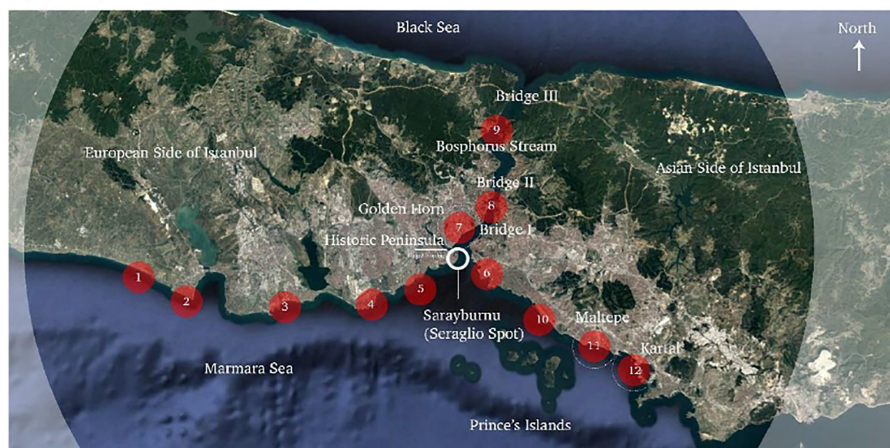 Black Sea
North
Bridge III
9
Bosphorus Stream
European Side of Istanbul
Asian Side of Istanbul
Bridge II
8
Golden Horn
7
Bridge I
Historic Peninsula
1
6
2
3
4
5
Sarayburnu
(Seraglio Spot)
10
Maltepe
11
Kartal
12
Marmara Sea
Prince's Islands